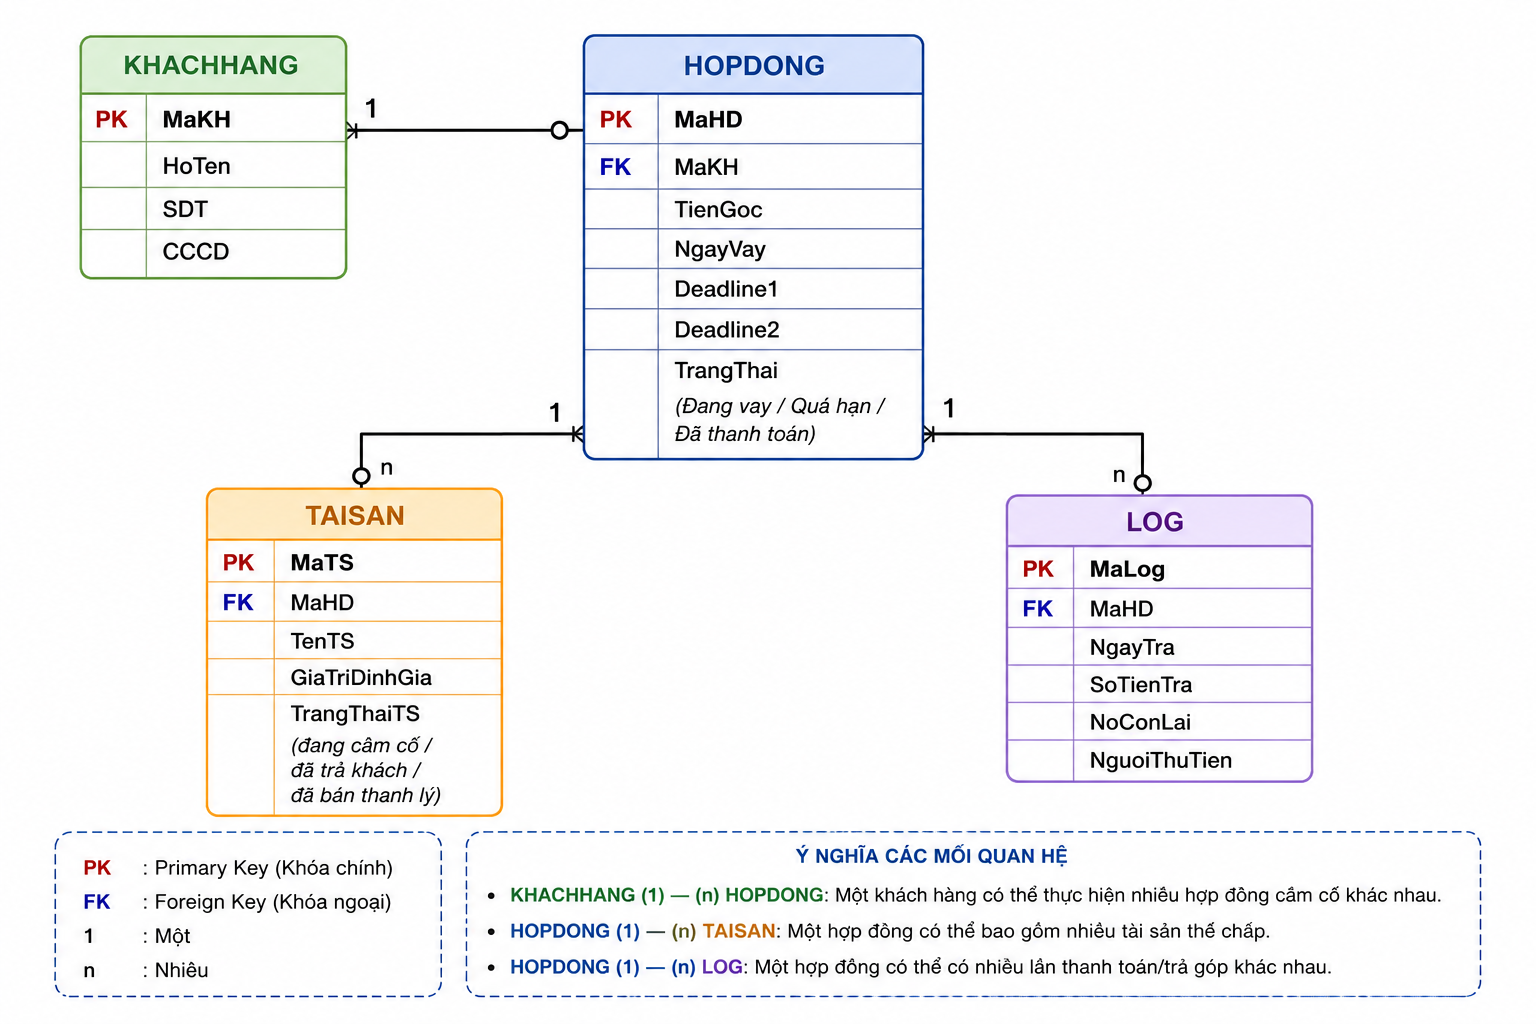 KHACHHANG
PK MaKH
HoTen
SDT
CCCD
1
HOPDONG
PK MaHD
FK MaKH
TienGoc
NgayVay
Deadline1
Deadline2
TrangThai
(Đang vay / Quá hạn /
Đã thanh toán)
1
n
1
n
TAISAN
PK MaTS
FK MaHD
TenTS
GiaTriDinhGia
TrangThaiTS
(đang câm cố /
đã trả khách /
đã bán thanh lý)
LOG
PK MaLog
FK MaHD
NgayTra
SoTienTra
NoConLai
NguoiThuTien
PK : Primary Key (Khóa chính)
FK : Foreign Key (Khóa ngoại)
1 : Một
n : Nhiêu
Ý NGHĨA CÁC MỐI QUAN HỆ
• KHACHHANG (1) — (n) HOPDONG: Một khách hàng có thể thực hiện nhiều hợp đồng cầm cố khác nhau.
• HOPDONG (1) — (n) TAISAN: Một hợp đồng có thể bao gồm nhiều tài sản thế chấp.
• HOPDONG (1) — (n) LOG: Một hợp đồng có thể có nhiều lần thanh toán/trả góp khác nhau.